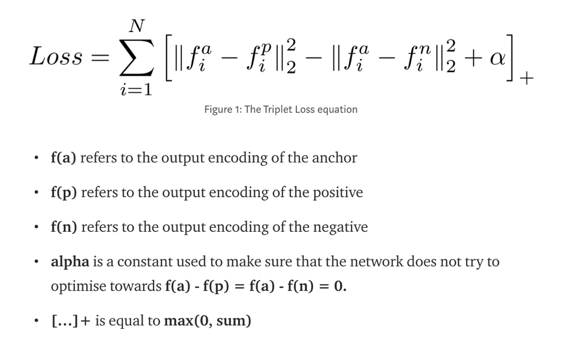 Loss = \sum_{i=1}^{N} \left[ \|f_i^a - f_i^p\|_2^2 - \|f_i^a - f_i^n\|_2^2 + \alpha \right]_+
Figure 1: The Triplet Loss equation
• f(a) refers to the output encoding of the anchor
• f(p) refers to the output encoding of the positive
• f(n) refers to the output encoding of the negative
• alpha is a constant used to make sure that the network does not try to
optimise towards f(a) - f(p) = f(a) - f(n) = 0.
• [...]+ is equal to max(0, sum)